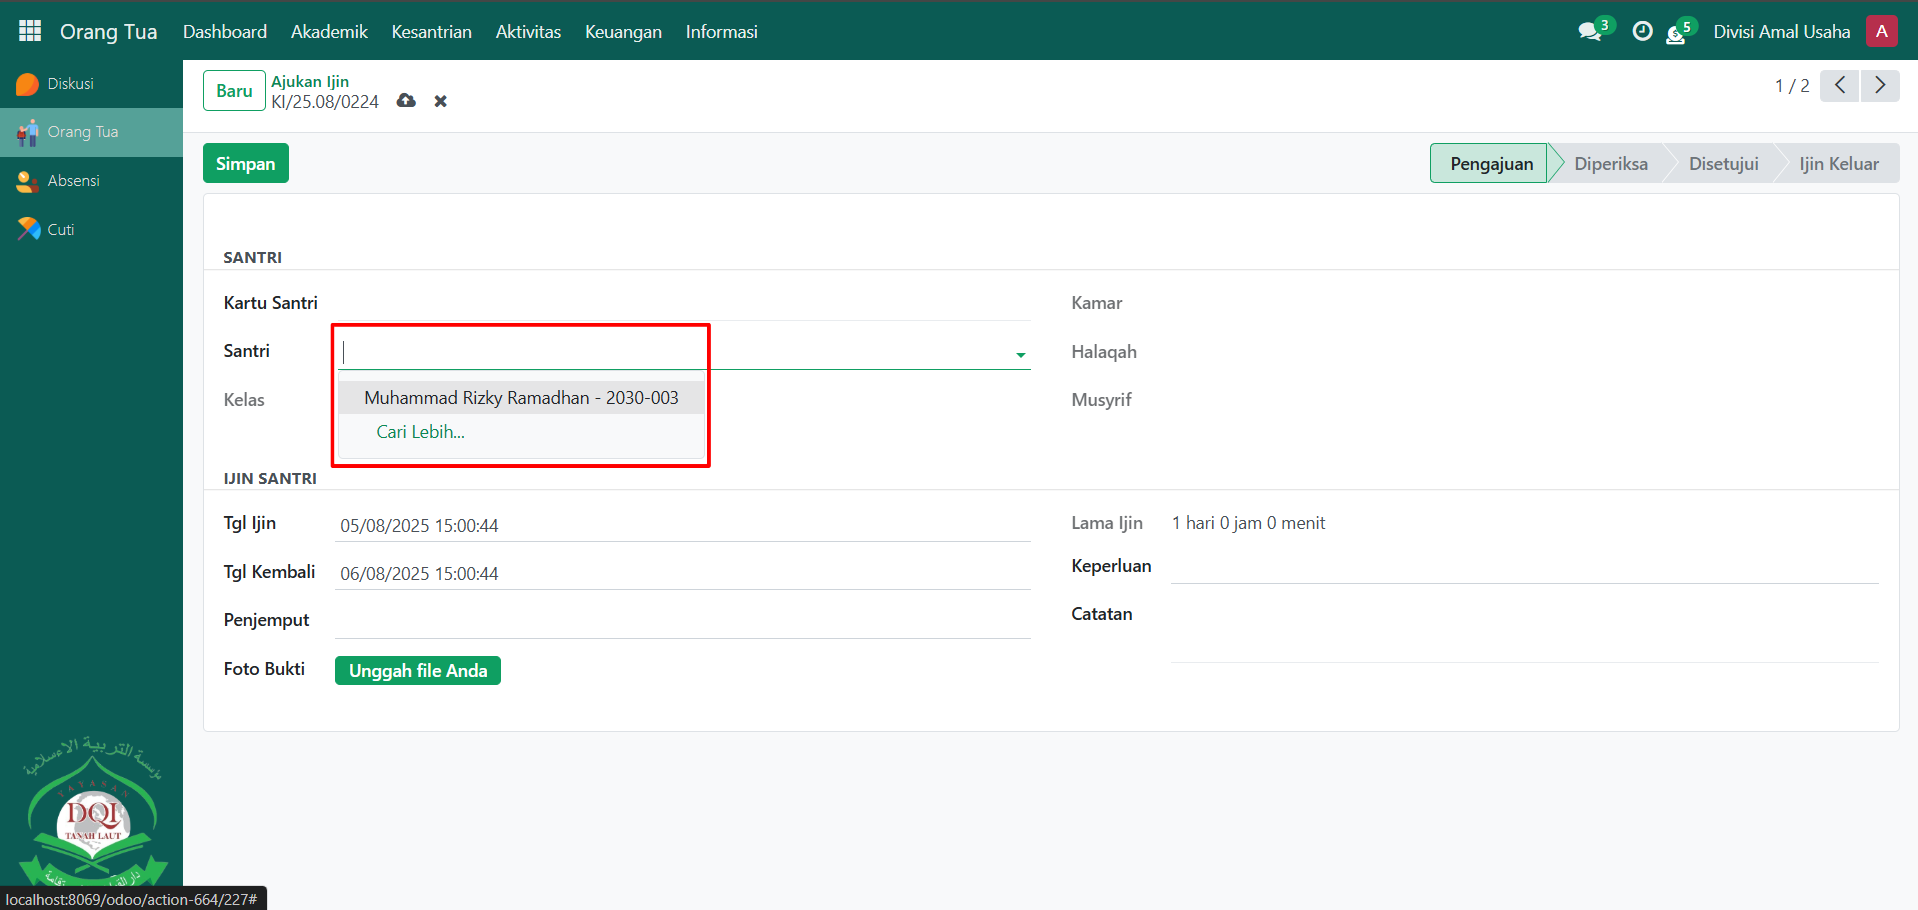 Orang Tua
Dashboard
Akademik
Kesantrian
Aktivitas
Keuangan
Informasi
3
5
Divisi Amal Usaha
A
Diskusi
Orang Tua
Absensi
Cuti
Baru
Ajukan Ijin
KI/25.08/0224
1 / 2
Simpan
Pengajuan
Diperiksa
Disetujui
Ijin Keluar
SANTRI
Kartu Santri
Kamar
Santri
Halaqah
Muhammad Rizky Ramadhan - 2030-003
Kelas
Musyrif
Cari Lebih...
IJIN SANTRI
Tgl Ijin
05/08/2025 15:00:44
Lama Ijin
1 hari 0 jam 0 menit
Tgl Kembali
06/08/2025 15:00:44
Keperluan
Penjemput
Catatan
Foto Bukti
Unggah file Anda
YAYASAN
DQI
TANAH LAUT
localhost:8069/odoo/action-664/227#